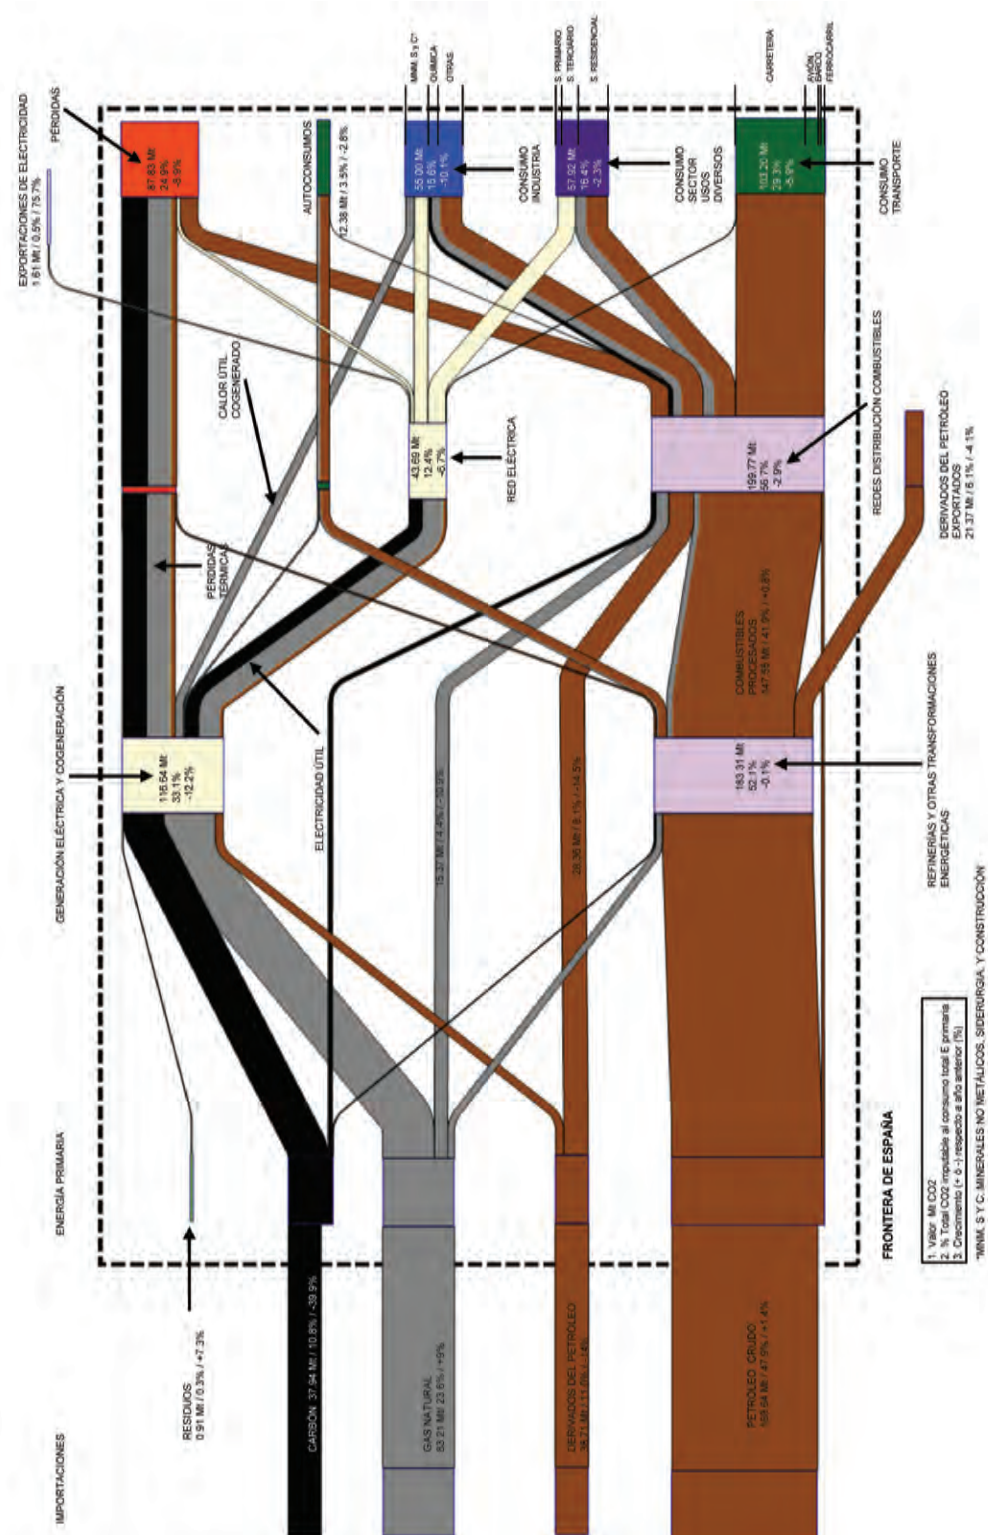 IMPORTACIONES
ENERGÍA PRIMARIA
GENERACIÓN ELÉCTRICA Y COGENERACIÓN
EXPORTACIONES DE ELECTRICIDAD
1.61 Mt / 0.5% / 75.7%
PÉRDIDAS
87.83 Mt
24.9%
-8.9%
RESIDUOS
0.91 Mt / 0.3% / +7.3%
116.64 Mt
33.1%
-12.2%
PÉRDIDAS
TÉRMICAS
CALOR ÚTIL
COGENERADO
AUTOCONSUMOS
12.38 Mt / 3.5% / -2.8%
CARBÓN 37.94 Mt / 10.8% / -39.9%
ELECTRICIDAD ÚTIL
43.69 Mt
12.4%
-6.7%
RED ELÉCTRICA
MNM. S y C*
QUÍMICA
OTRAS
55.00 Mt
15.6%
-10.1%
CONSUMO
INDUSTRIA
GAS NATURAL
83.21 Mt/ 23.6% / +9%
15.37 Mt / 4.4% / -10.9%
S. PRIMARIO
S. TERCIARIO
S. RESIDENCIAL
57.92 Mt
16.4%
-2.3%
CONSUMO
SECTOR
USOS
DIVERSOS
DERIVADOS DEL PETRÓLEO
38.71 Mt / 11.0% / -14%
28.36 Mt / 8.1% / -14.5%
PETRÓLEO CRUDO
168.64 Mt / 47.9% / +1.4%
183.31 Mt
52.1%
-0.1%
COMBUSTIBLES
PROCESADOS
147.55 Mt / 41.9% / +0.8%
199.77 Mt
56.7%
-2.9%
CARRETERA
AVIÓN
BARCO
FERROCARRIL
103.20 Mt
29.3%
-5.9%
CONSUMO
TRANSPORTE
REDES DISTRIBUCIÓN COMBUSTIBLES
REFINERÍAS Y OTRAS TRANSFORMACIONES
ENERGÉTICAS
DERIVADOS DEL PETRÓLEO
EXPORTADOS
21.37 Mt / 6.1% / -4.1%
FRONTERA DE ESPAÑA
1. Valor Mt CO2
2. % Total CO2 imputable al consumo total E primaria
3. Crecimiento (+ ó -) respecto a año anterior (%)
*MNM, S Y C: MINERALES NO METÁLICOS, SIDERURGIA, Y CONSTRUCCIÓN